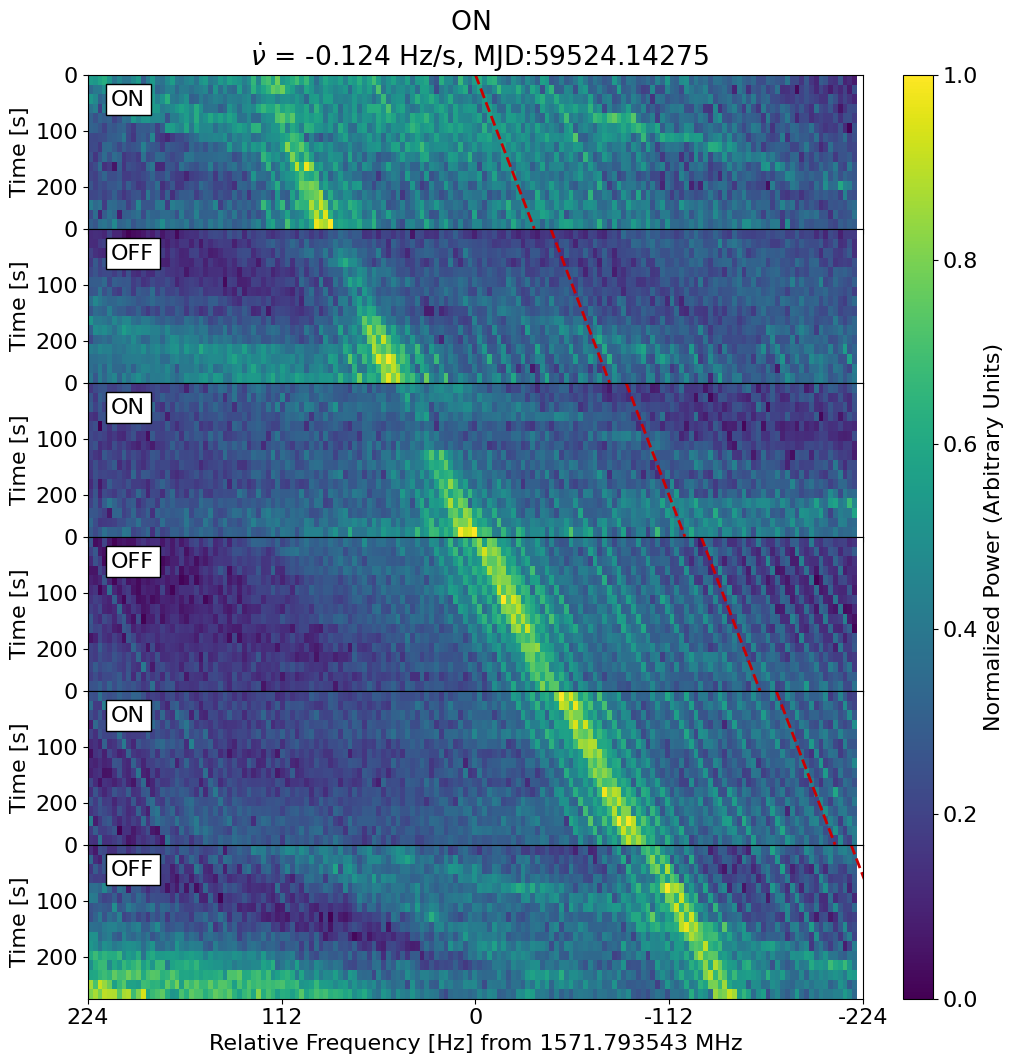 ON
ν̇ = -0.124 Hz/s, MJD:59524.14275
0
100
200
Time [s]
ON
0
100
200
Time [s]
OFF
0
100
200
Time [s]
ON
0
100
200
Time [s]
OFF
0
100
200
Time [s]
ON
0
100
200
Time [s]
OFF
224 112 0 -112 -224
Relative Frequency [Hz] from 1571.793543 MHz
1.0
0.8
0.6
0.4
0.2
0.0
Normalized Power (Arbitrary Units)